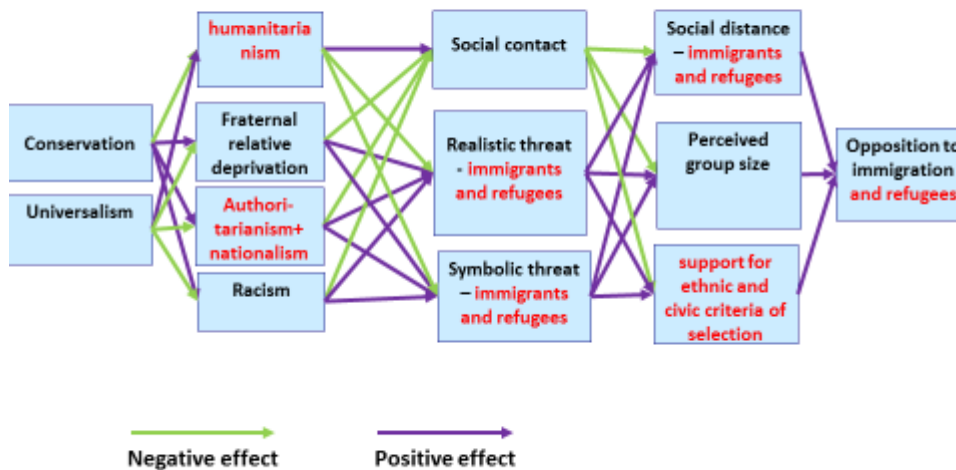 humanitaria
nism
Social contact
Social distance
– immigrants
and refugees
Conservation
Fraternal
relative
deprivation
Realistic threat
- immigrants
and refugees
Perceived
group size
Opposition to
immigration
and refugees
Universalism
Authori-
tarianism+
nationalism
Racism
Symbolic threat
– immigrants
and refugees
support for
ethnic and
civic criteria of
selection
Negative effect
Positive effect